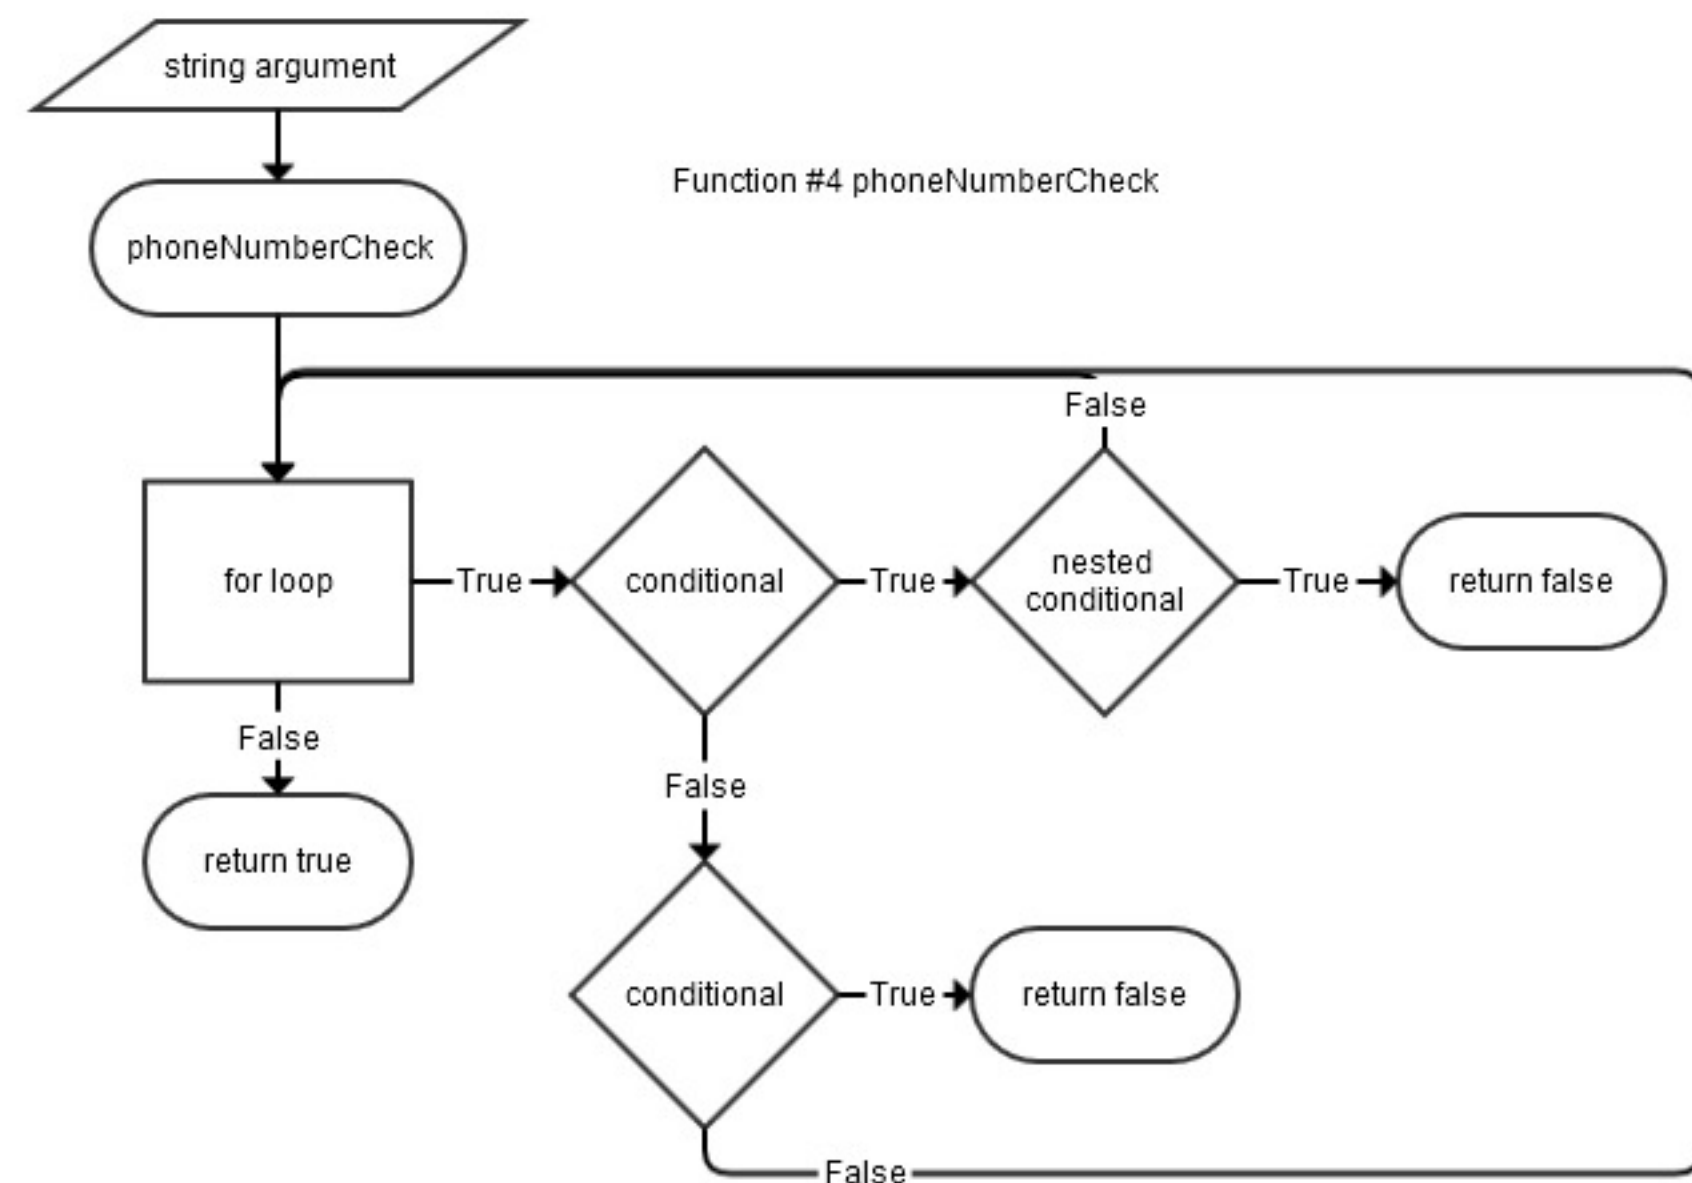 string argument
Function #4 phoneNumberCheck
phoneNumberCheck
False
for loop
True
conditional
True
nested
conditional
True
return false
False
False
return true
conditional
True
return false
False